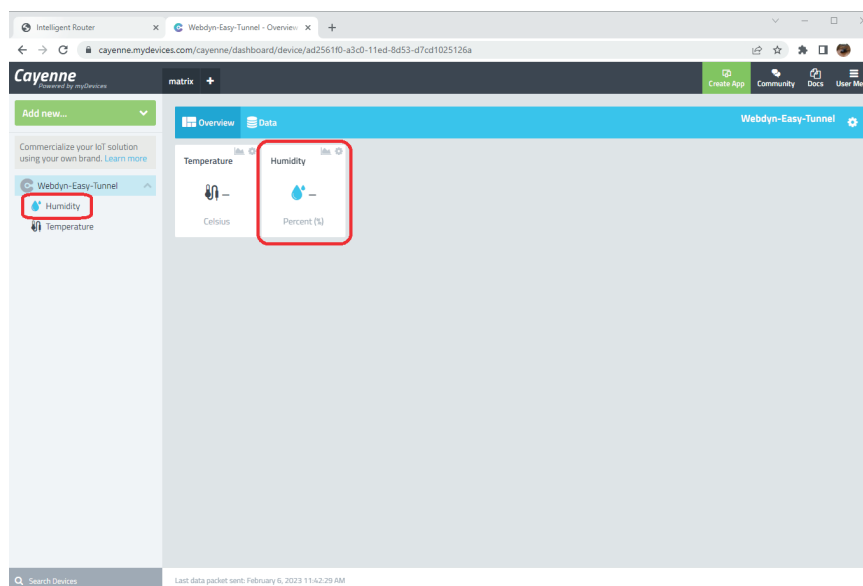 Intelligent Router
Webdyn-Easy-Tunnel - Overview
cayenne.mydevices.com/cayenne/dashboard/device/ad2561f0-a3c0-11ed-8d53-d7cd1025126a
Cayenne
Powered by myDevices
matrix +
Create App
Community
Docs
User Me
Add new...
Overview
Data
Webdyn-Easy-Tunnel
Commercialize your IoT solution
using your own brand. Learn more
Webdyn-Easy-Tunnel
Humidity
Temperature
Temperature
–
Celsius
Humidity
–
Percent (%)
Search Devices
Last data packet sent: February 6, 2023 11:42:29 AM